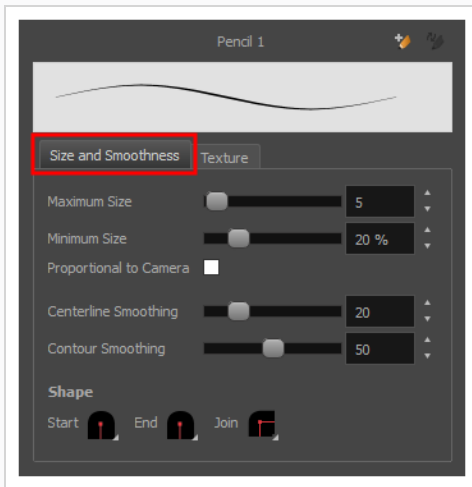 Pencil 1
Size and Smoothness Texture
Maximum Size 5
Minimum Size 20 %
Proportional to Camera
Centerline Smoothing 20
Contour Smoothing 50
Shape
Start End Join